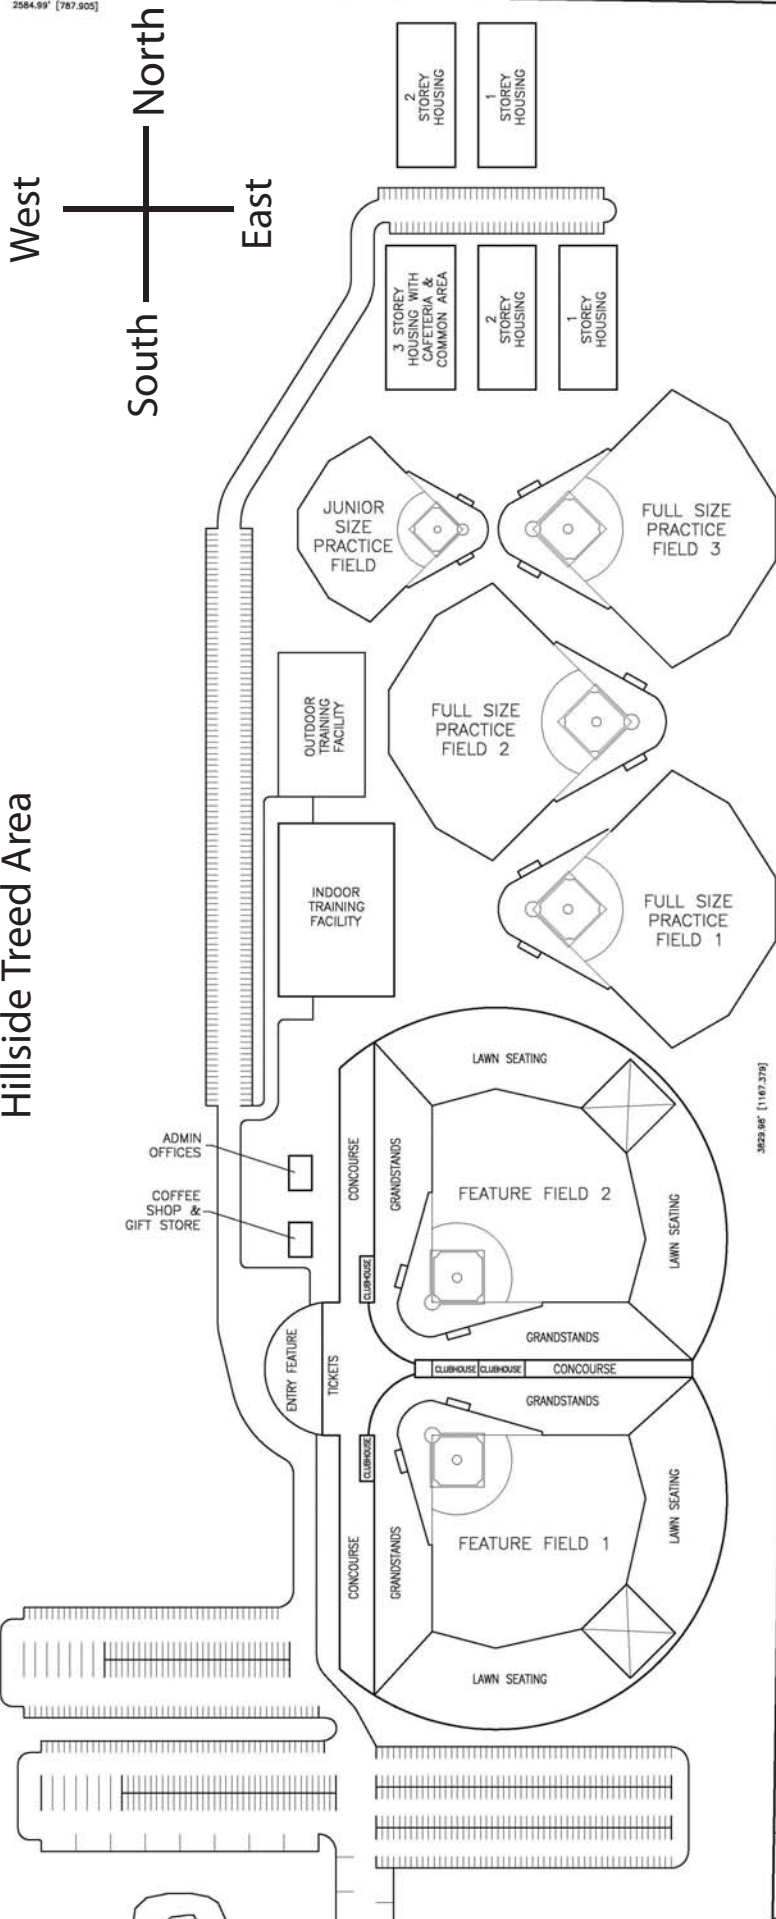 2584.99' [787.905]
North
West
East
South
2
STOREY
HOUSING
1
STOREY
HOUSING
3 STOREY
HOUSING WITH
CAFETERIA &
COMMON AREA
2
STOREY
HOUSING
1
STOREY
HOUSING
JUNIOR
SIZE
PRACTICE
FIELD
FULL SIZE
PRACTICE
FIELD 3
OUTDOOR
TRAINING
FACILITY
FULL SIZE
PRACTICE
FIELD 2
Hillside Treed Area
INDOOR
TRAINING
FACILITY
FULL SIZE
PRACTICE
FIELD 1
3829.98' [1167.379]
LAWN SEATING
ADMIN
OFFICES
COFFEE
SHOP &
GIFT STORE
CONCOURSE
GRANDSTANDS
FEATURE FIELD 2
LAWN SEATING
CLUBHOUSE
GRANDSTANDS
ENTRY FEATURE
TICKETS
CLUBHOUSE
CLUBHOUSE
CONCOURSE
GRANDSTANDS
CLUBHOUSE
LAWN SEATING
CONCOURSE
GRANDSTANDS
FEATURE FIELD 1
LAWN SEATING